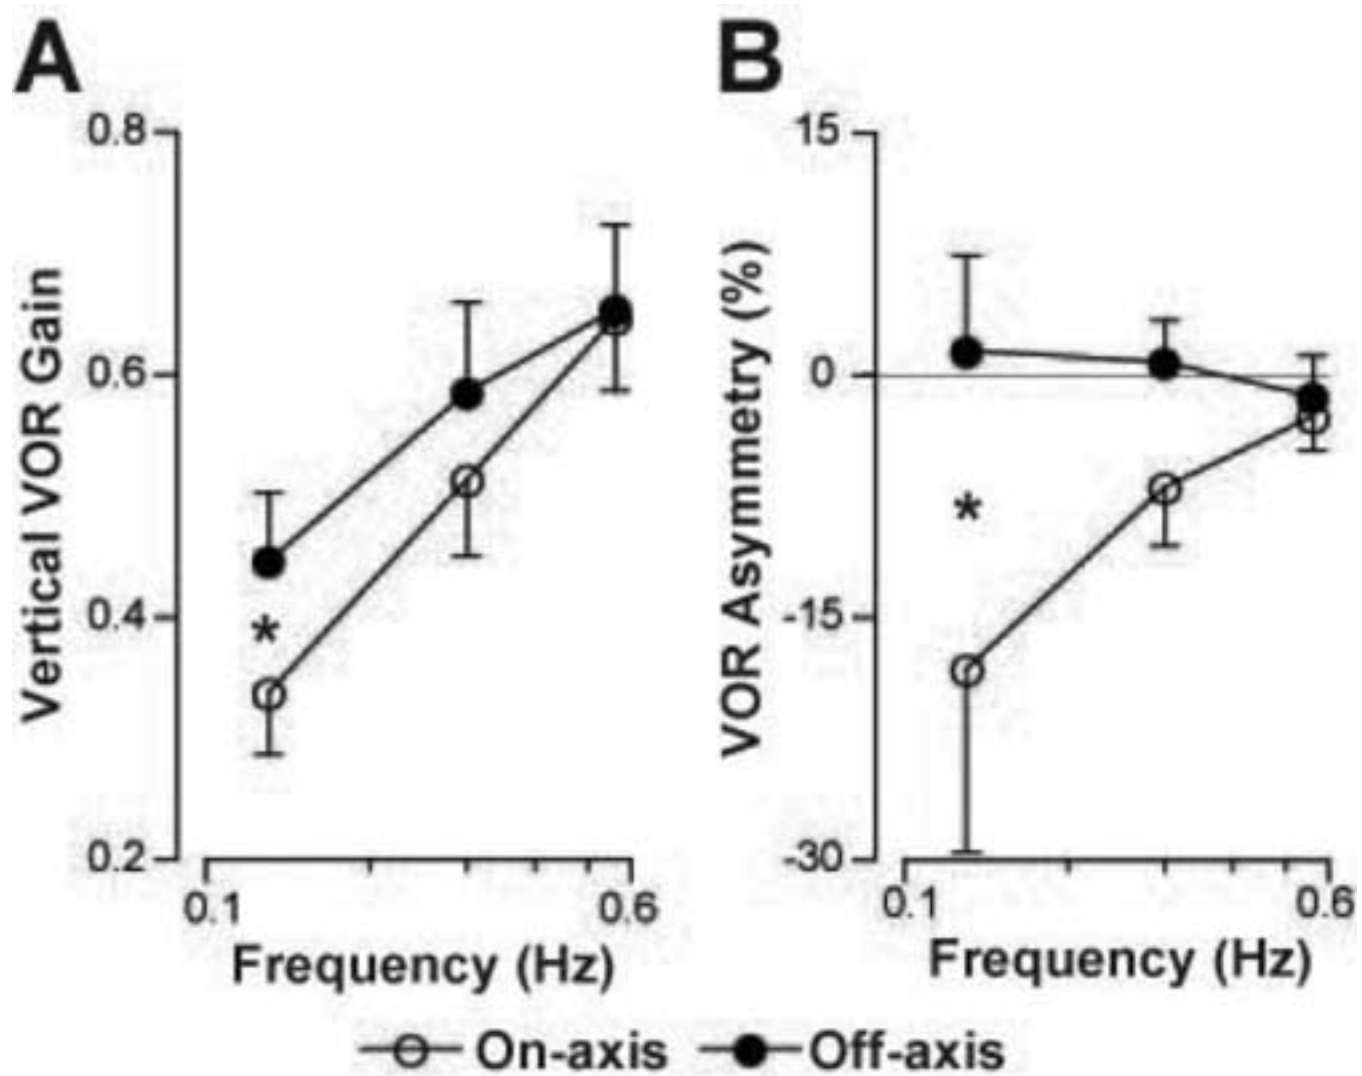 A
Vertical VOR Gaiin
0.8
0.6
0.4
0.2
*
0.1
0.6
Frequency (Hz)
B
VOR Asymmetry (%)
15
0
-15
-30
*
0.1
0.6
Frequency (Hz)
On-axis Off-axis